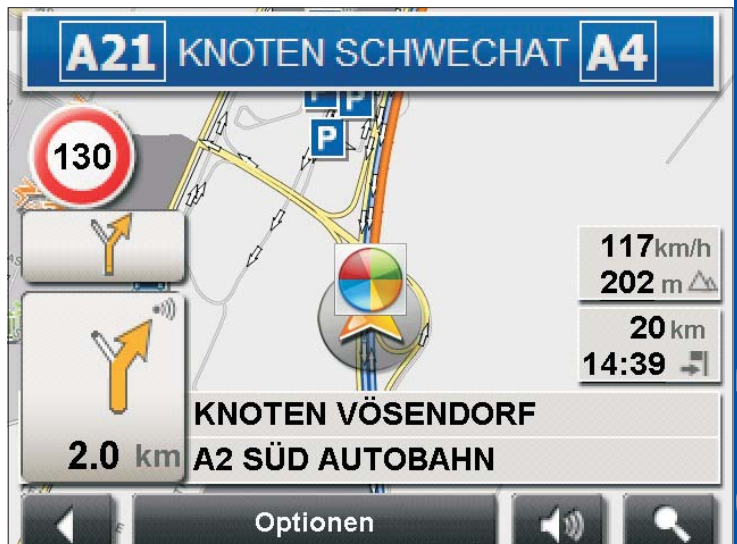 A21 KNOTEN SCHWECHAT A4
P P
P
130
117km/h
202 m
20 km
14:39
KNOTEN VÖSENDORF
2.0 km A2 SÜD AUTOBAHN
Optionen